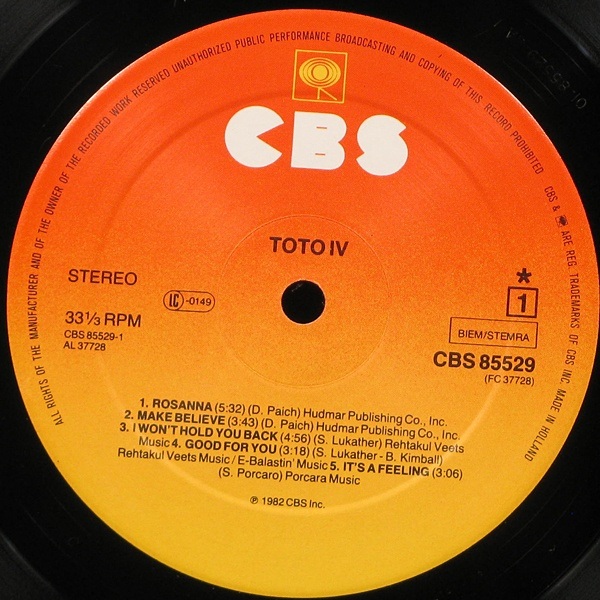 ALL RIGHTS OF THE MANUFACTURER AND OF THE OWNER OF THE RECORDED WORK RESERVED UNAUTHORIZED PUBLIC PERFORMANCE BROADCASTING AND COPYING OF THIS RECORD PROHIBITED CBS & ARE REG. TRADEMARKS OF CBS INC. MADE IN HOLLAND
CBS
TOTO IV
STEREO
IC -0149
*
1
33⅓ RPM
BIEM/STEMRA
CBS 85529-1
CBS 85529
AL 37728
(FC 37728)
1. ROSANNA (5:32) (D. Paich) Hudmar Publishing Co., Inc.
2. MAKE BELIEVE (3:43) (D. Paich) Hudmar Publishing Co., Inc.
3. I WON'T HOLD YOU BACK (4:56) (S. Lukather) Rehtakul Veets
Music 4. GOOD FOR YOU (3:18) (S. Lukather - B. Kimball)
Rehtakul Veets Music / E-Balastin' Music 5. IT'S A FEELING (3:06)
(S. Porcaro) Porcara Music
℗ 1982 CBS Inc.